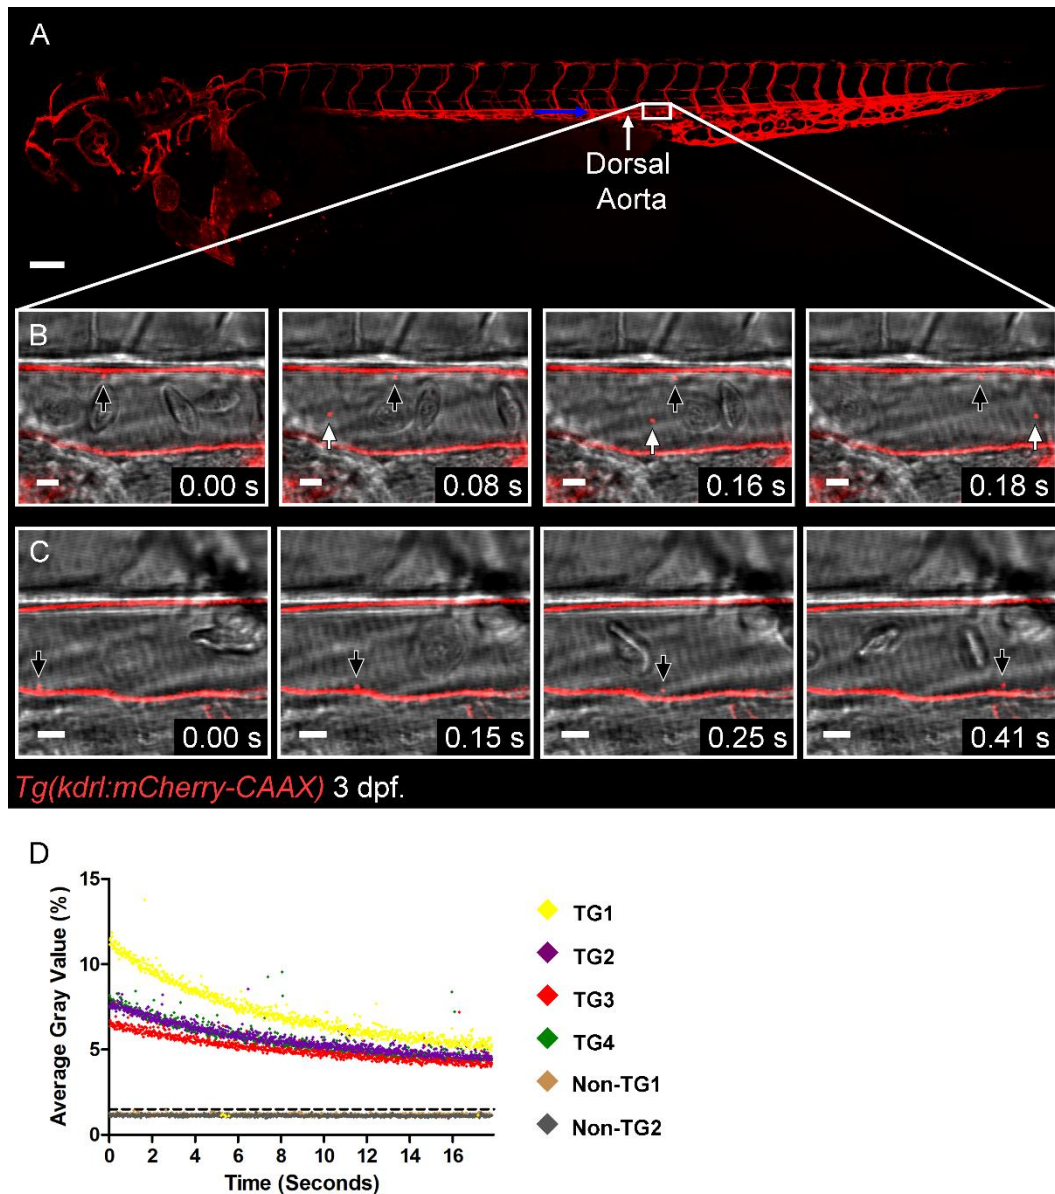 A
Dorsal
Aorta
B
0.00 s
0.08 s
0.16 s
0.18 s
C
0.00 s
0.15 s
0.25 s
0.41 s
Tg(kdrl:mCherry-CAAX) 3 dpf.
D
Average Gray Value (%)
15
10
5
0
0 2 4 6 8 10 12 14 16
Time (Seconds)
TG1
TG2
TG3
TG4
Non-TG1
Non-TG2